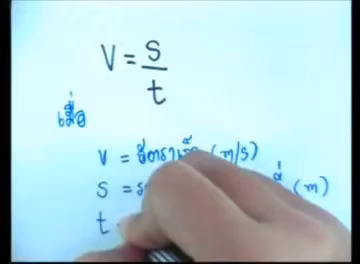 V = S/t
เมื่อ
v = อัตราเร็ว (m/s)
s = (m)
t